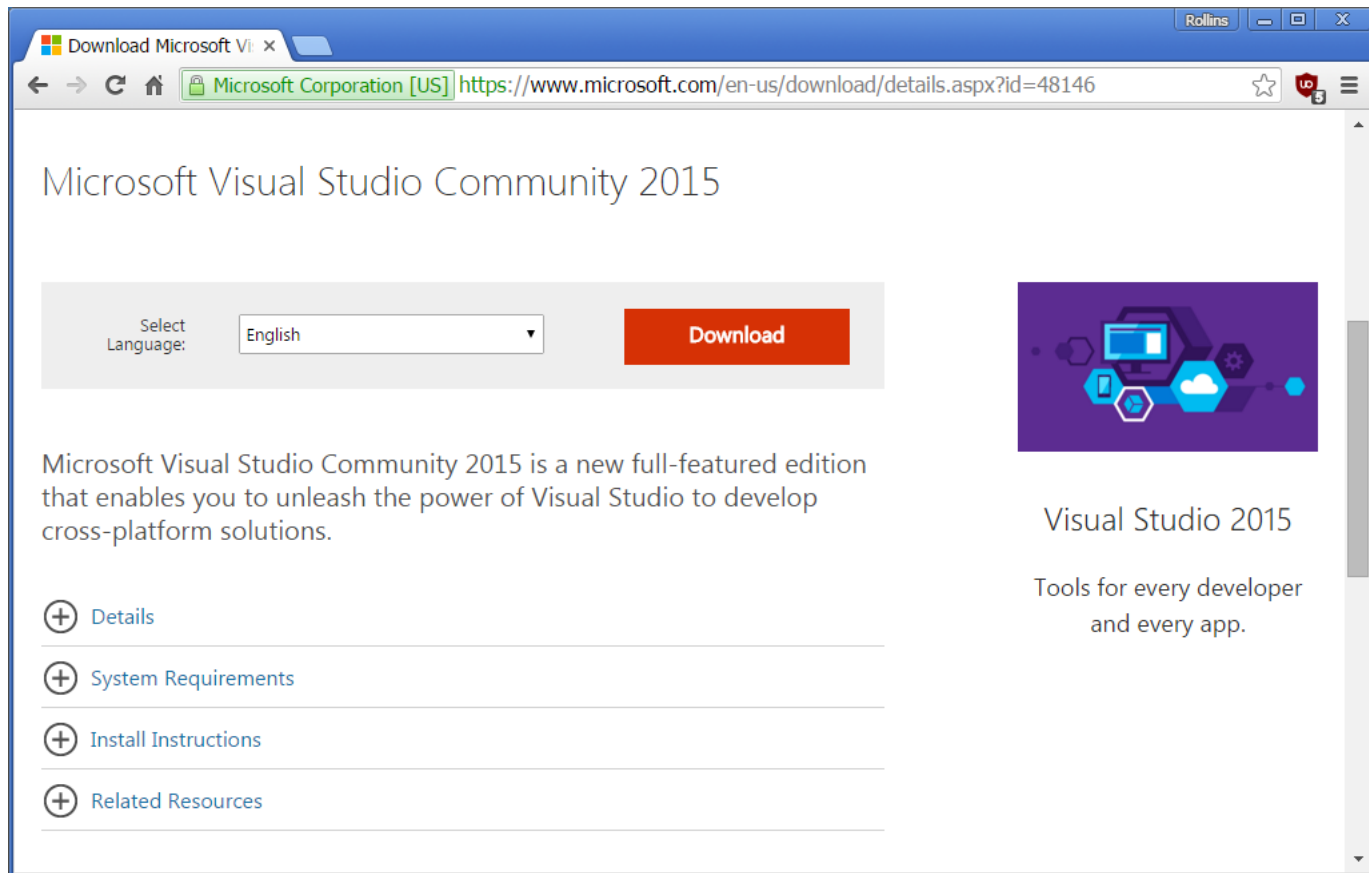 Rollins
Download Microsoft Vi
Microsoft Corporation [US] https://www.microsoft.com/en-us/download/details.aspx?id=48146
5
Microsoft Visual Studio Community 2015
Select
Language:
English
Download
Microsoft Visual Studio Community 2015 is a new full-featured edition
that enables you to unleash the power of Visual Studio to develop
cross-platform solutions.
Visual Studio 2015
Tools for every developer
and every app.
Details
System Requirements
Install Instructions
Related Resources